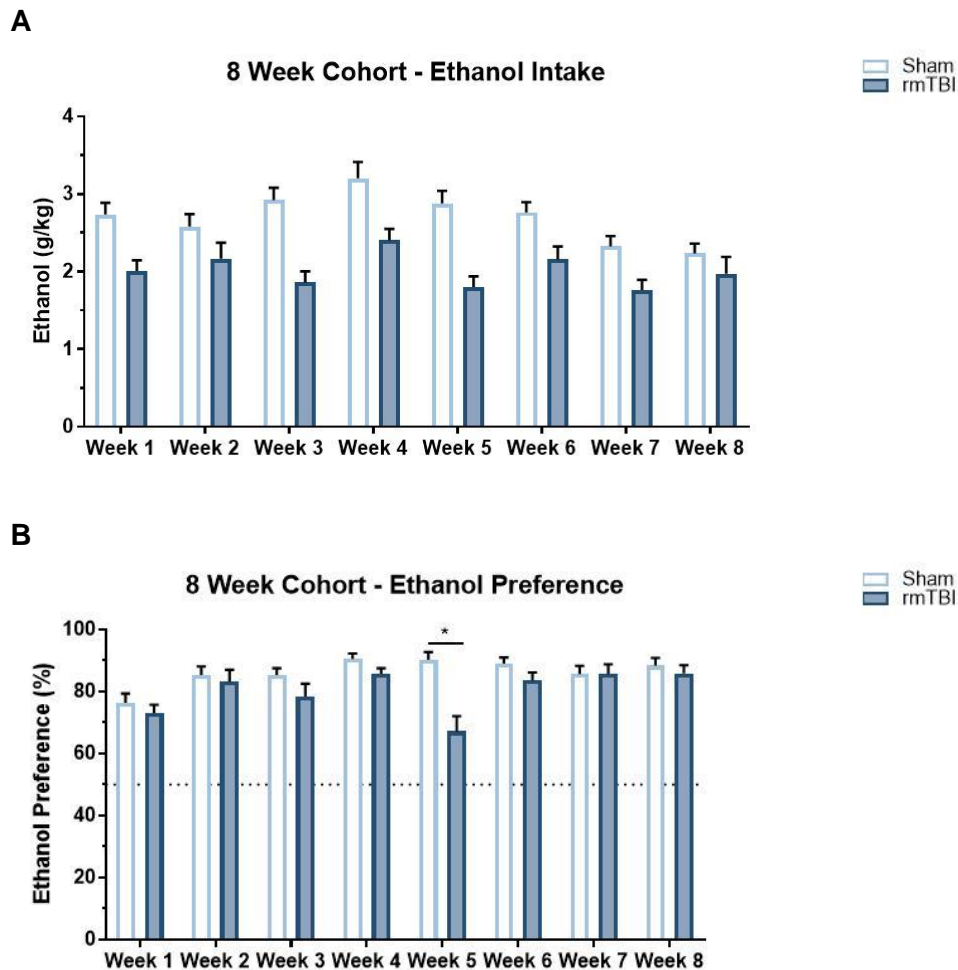 A
8 Week Cohort - Ethanol Intake
Sham
rmTBI
Ethanol (g/kg)
4
3
2
1
0
Week 1 Week 2 Week 3 Week 4 Week 5 Week 6 Week 7 Week 8
B
8 Week Cohort - Ethanol Preference
Sham
rmTBI
Ethanol Preference (%)
100
80
60
40
20
0
*
Week 1 Week 2 Week 3 Week 4 Week 5 Week 6 Week 7 Week 8